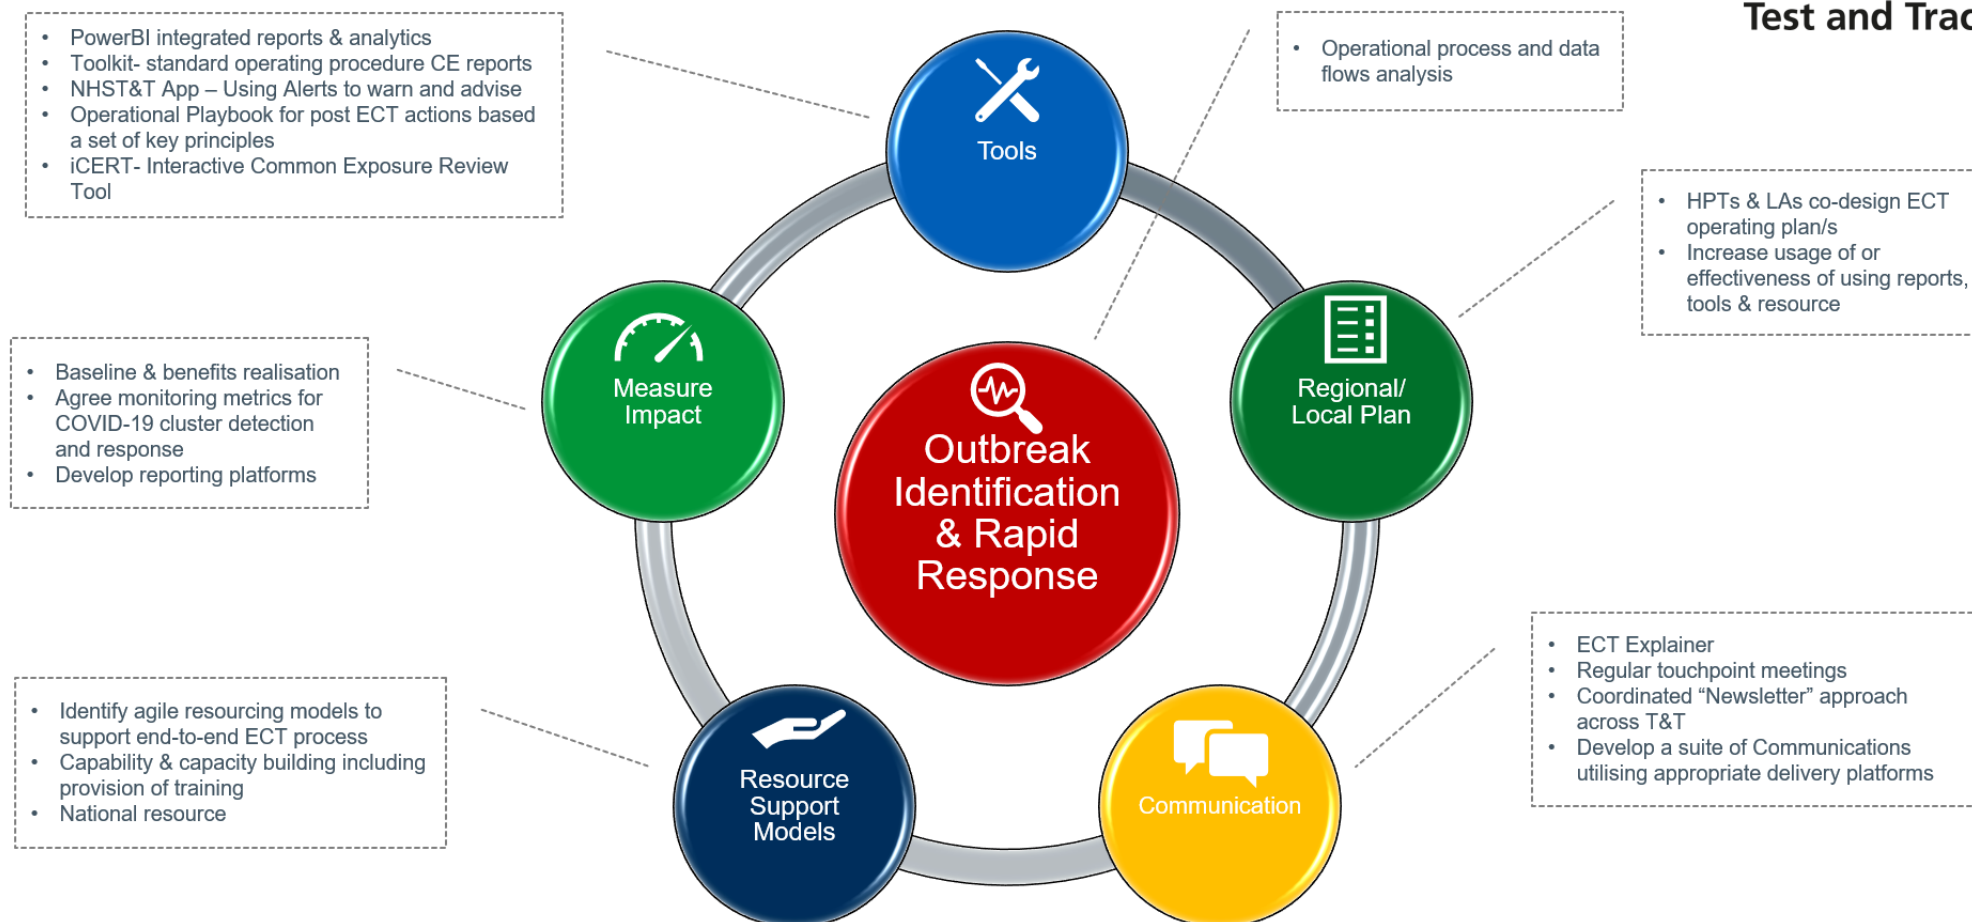 Test and Trac
• PowerBI integrated reports & analytics
• Toolkit- standard operating procedure CE reports
• NHST&T App – Using Alerts to warn and advise
• Operational Playbook for post ECT actions based
a set of key principles
• iCERT- Interactive Common Exposure Review
Tool
Tools
• Operational process and data
flows analysis
• HPTs & LAs co-design ECT
operating plan/s
• Increase usage of or
effectiveness of using reports,
tools & resource
Measure
Impact
Regional/
Local Plan
• Baseline & benefits realisation
• Agree monitoring metrics for
COVID-19 cluster detection
and response
• Develop reporting platforms
Outbreak
Identification
& Rapid
Response
• ECT Explainer
• Regular touchpoint meetings
• Coordinated “Newsletter” approach
across T&T
• Develop a suite of Communications
utilising appropriate delivery platforms
• Identify agile resourcing models to
support end-to-end ECT process
• Capability & capacity building including
provision of training
• National resource
Resource
Support
Models
Communication